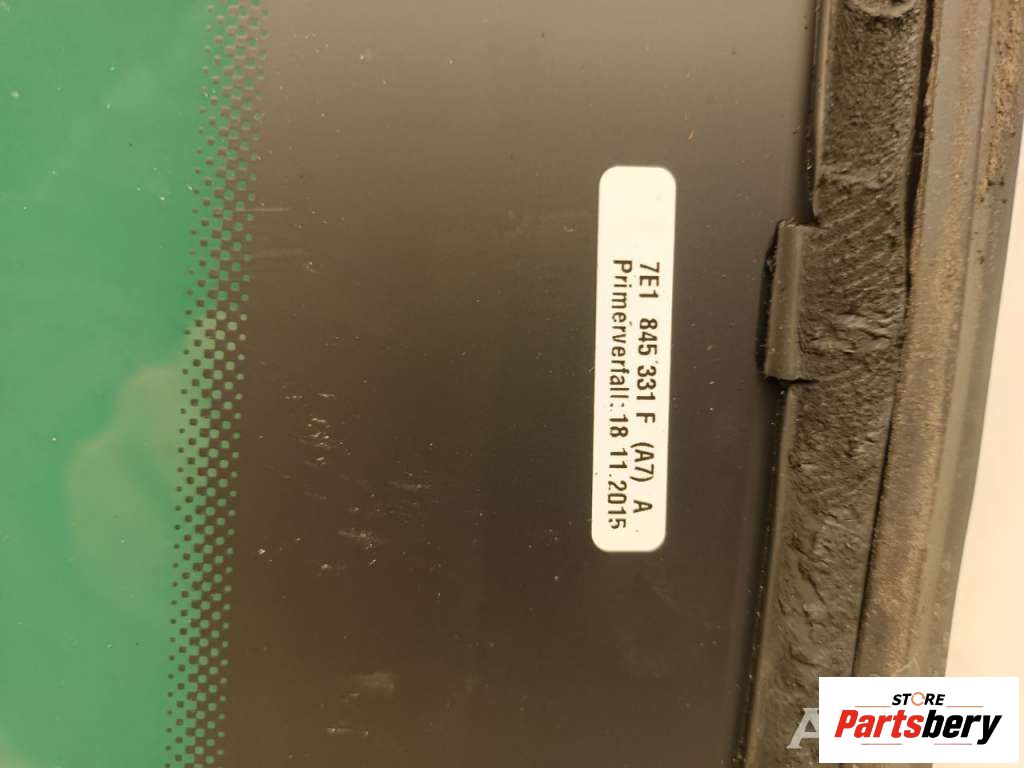 7E1 845 331 F (A7) A
Primerverfall: 18 11.2015
STORE
Partsbery